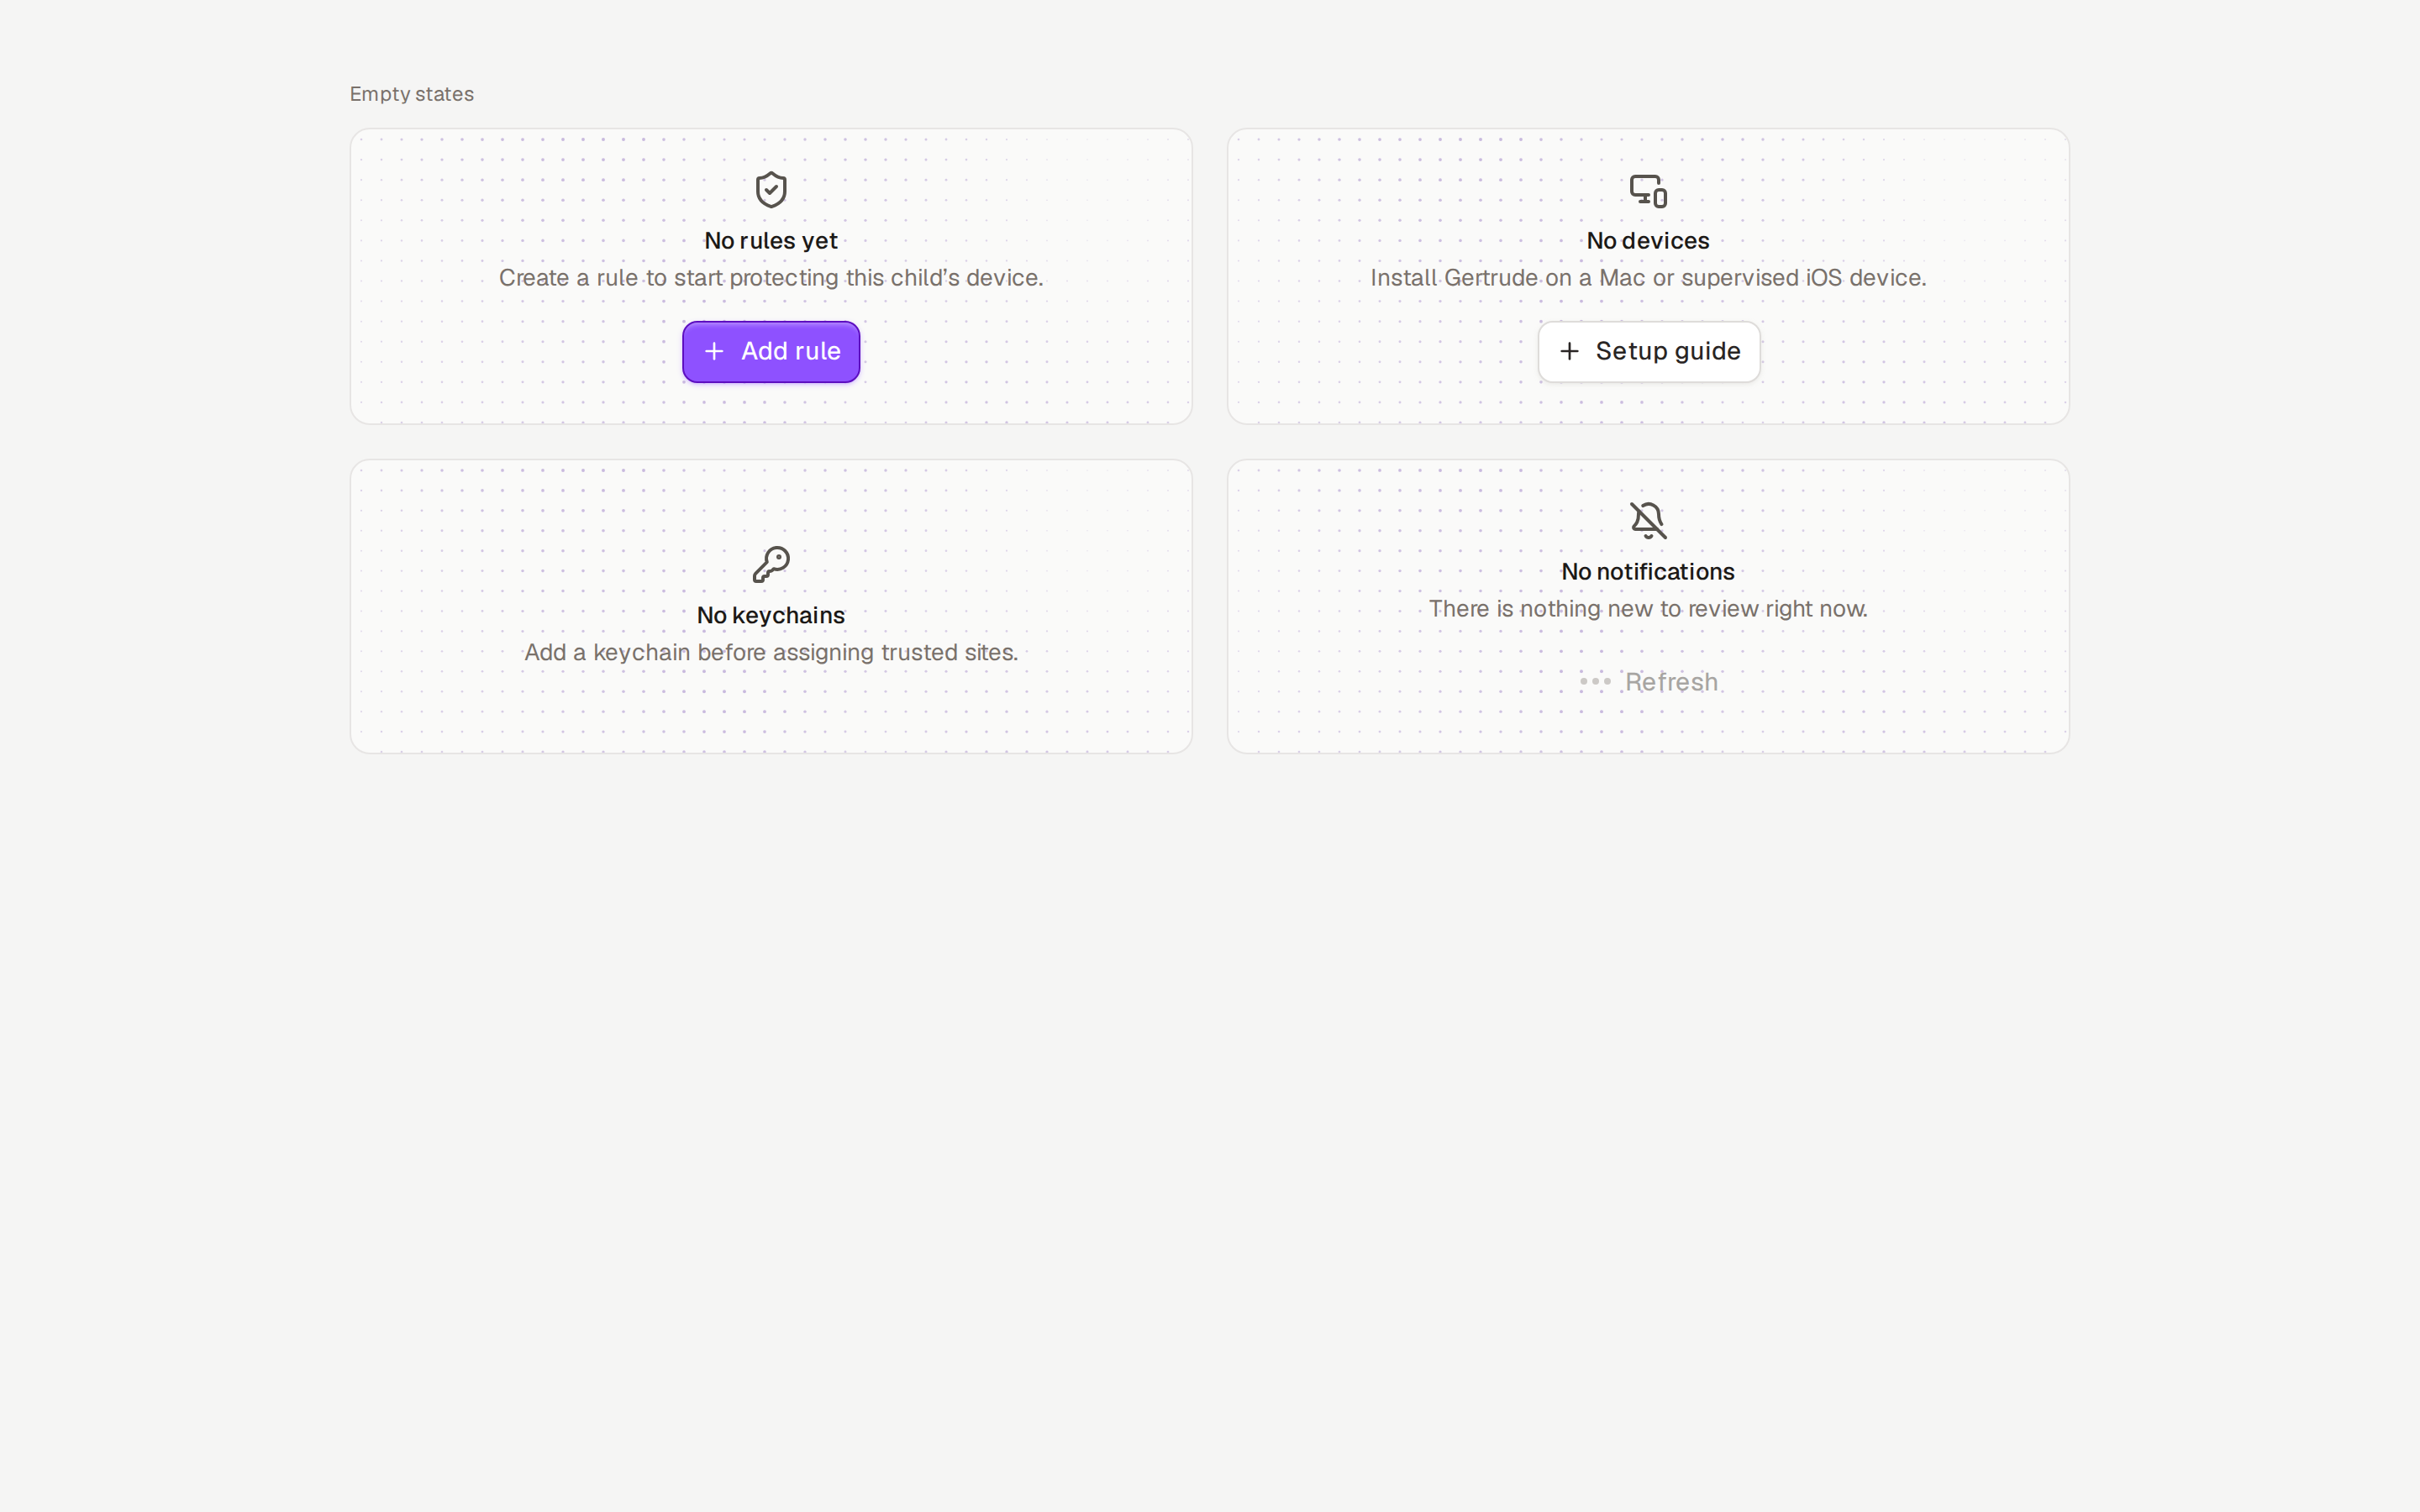 Empty states
No rules yet
Create a rule to start protecting this child’s device.
Add rule
No devices
Install Gertrude on a Mac or supervised iOS device.
Setup guide
No keychains
Add a keychain before assigning trusted sites.
No notifications
There is nothing new to review right now.
Refresh